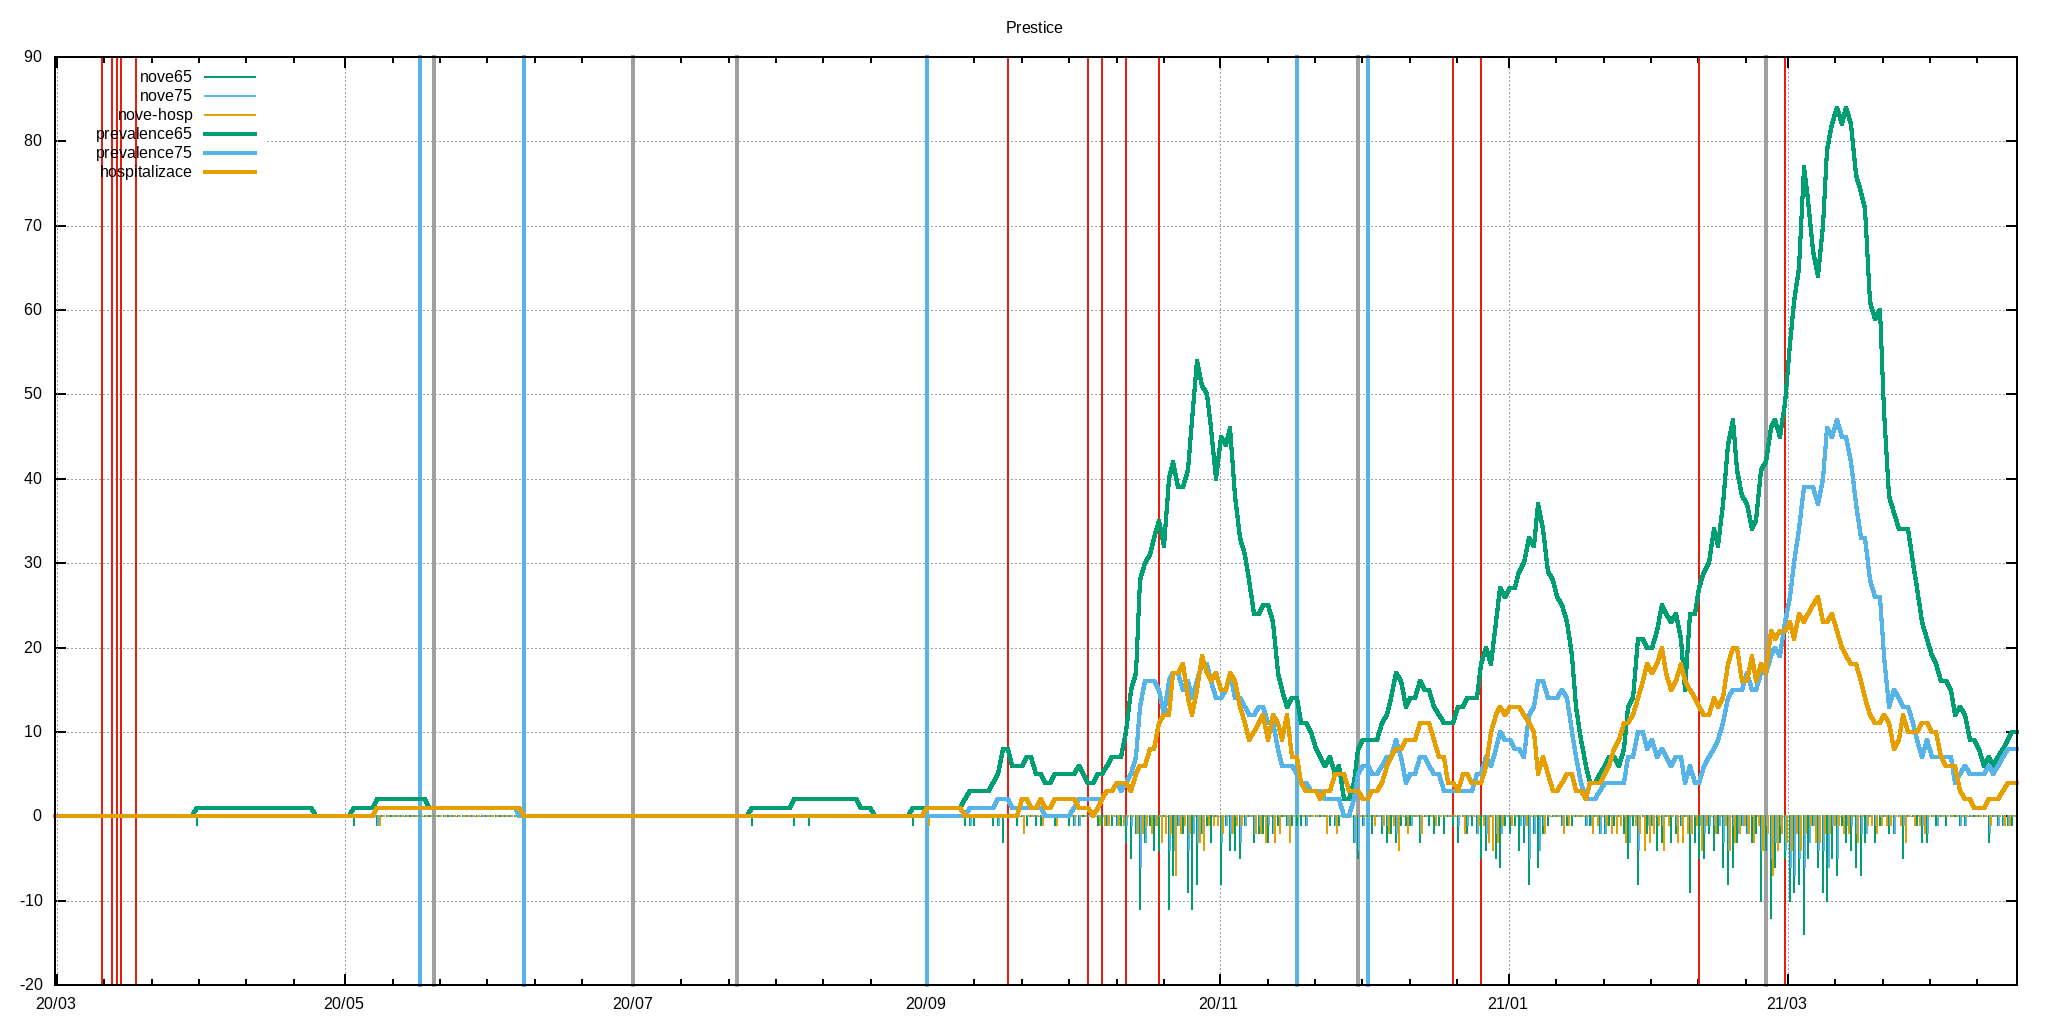 Prestice
90
nove65
nove75
nove-hosp
prevalence65
prevalence75
hospitalizace
80
70
60
50
40
30
20
10
0
-10
-20
20/03 20/05 20/07 20/09 20/11 21/01 21/03